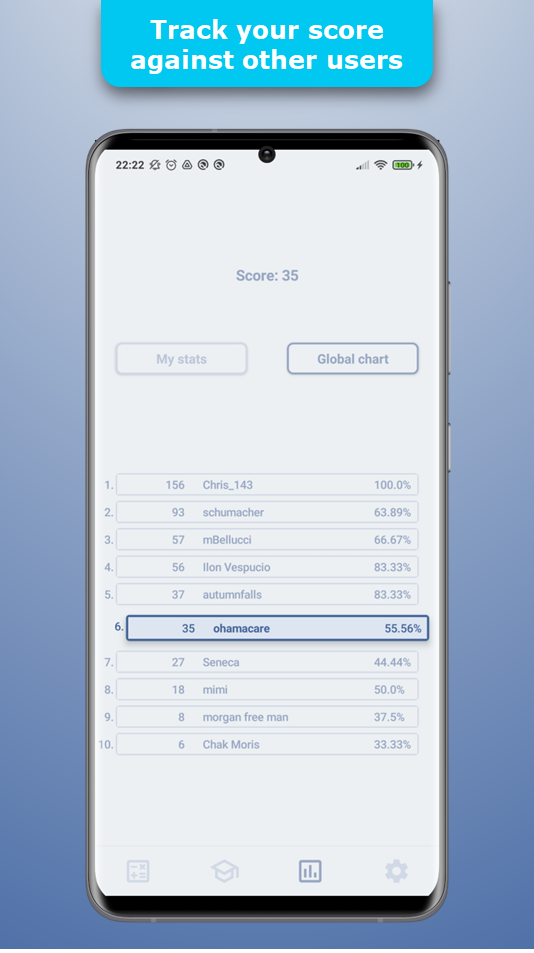 Track your score
against other users
22:22
100
Score: 35
My stats
Global chart
1. 156 Chris_143 100.0%
2. 93 schumacher 63.89%
3. 57 mBellucci 66.67%
4. 56 Ilon Vespucio 83.33%
5. 37 autumnfalls 83.33%
6. 35 ohamacare 55.56%
7. 27 Seneca 44.44%
8. 18 mimi 50.0%
9. 8 morgan free man 37.5%
10. 6 Chak Moris 33.33%